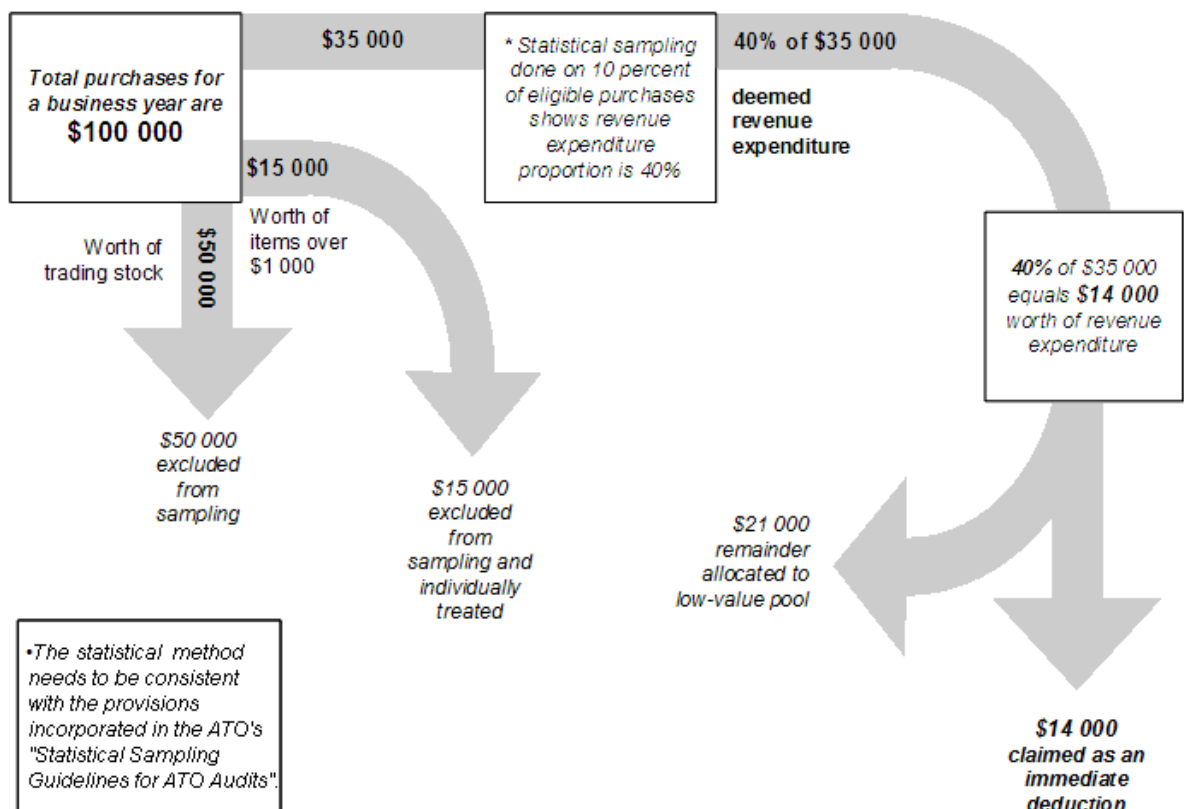 Total purchases for
a business year are
$100 000
$35 000
* Statistical sampling
done on 10 percent
of eligible purchases
shows revenue
expenditure
proportion is 40%
40% of $35 000
deemed
revenue
expenditure
$15 000
Worth of
items over
$1 000
Worth of
trading stock
$50 000
40% of $35 000
equals $14 000
worth of revenue
expenditure
$50 000
excluded
from
sampling
$15 000
excluded
from
sampling and
individually
treated
$21 000
remainder
allocated to
low-value pool
•The statistical method
needs to be consistent
with the provisions
incorporated in the ATO's
"Statistical Sampling
Guidelines for ATO Audits".
$14 000
claimed as an
immediate
deduction